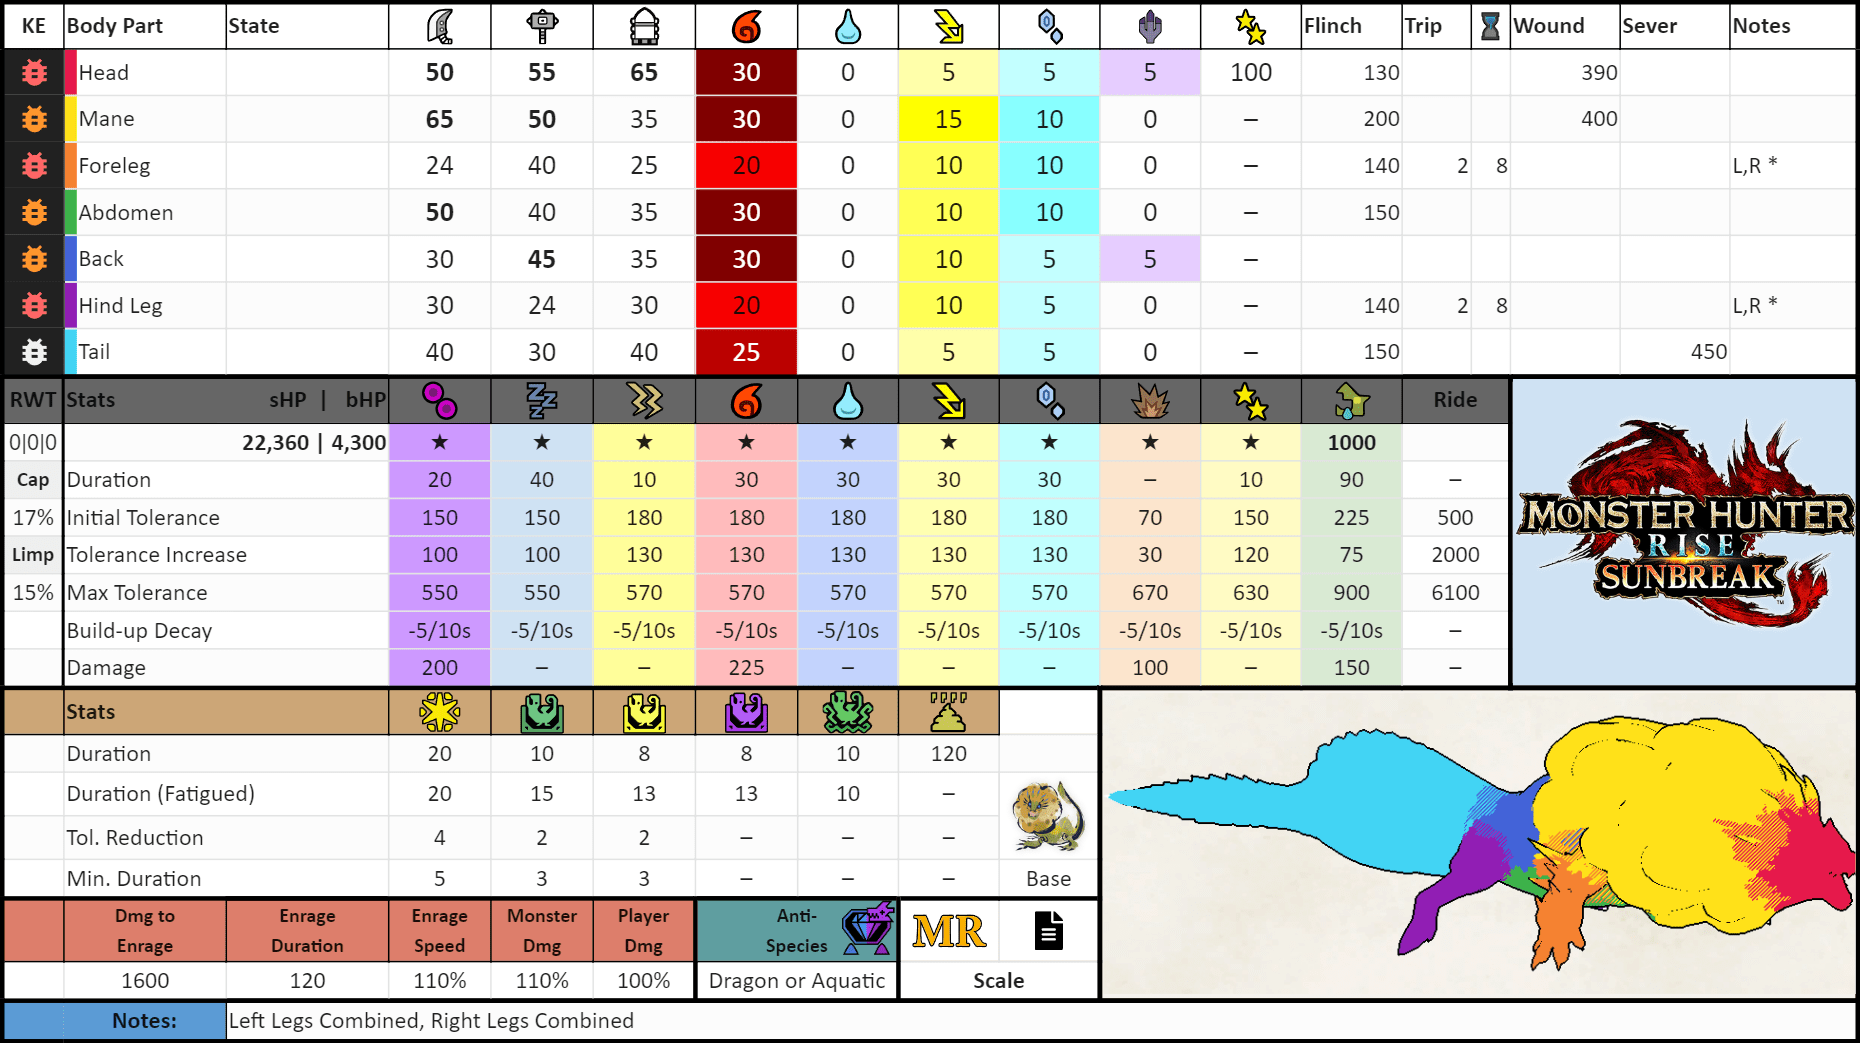 KE Body Part State Flinch Trip Wound Sever Notes
Head 50 55 65 30 0 5 5 5 100 130 390
Mane 65 50 35 30 0 15 10 0 – 200 400
Foreleg 24 40 25 20 0 10 10 0 – 140 2 8 L,R *
Abdomen 50 40 35 30 0 10 10 0 – 150
Back 30 45 35 30 0 10 5 5 –
Hind Leg 30 24 30 20 0 10 5 0 – 140 2 8 L,R *
Tail 40 30 40 25 0 5 5 0 – 150 450
RWT Stats sHP | bHP Ride
0|0|0 22,360 | 4,300 ★ ★ ★ ★ ★ ★ ★ ★ ★ 1000
Cap Duration 20 40 10 30 30 30 30 – 10 90 –
17% Initial Tolerance 150 150 180 180 180 180 180 70 150 225 500
Limp Tolerance Increase 100 100 130 130 130 130 130 30 120 75 2000
15% Max Tolerance 550 550 570 570 570 570 570 670 630 900 6100
Build-up Decay -5/10s -5/10s -5/10s -5/10s -5/10s -5/10s -5/10s -5/10s -5/10s -5/10s –
Damage 200 – – 225 – – – 100 – 150 –
MONSTER HUNTER
RISE
SUNBREAK™
Stats
Duration 20 10 8 8 10 120
Duration (Fatigued) 20 15 13 13 10 –
Tol. Reduction 4 2 2 – – –
Min. Duration 5 3 3 – – – Base
Dmg to Enrage Enrage Monster Player Anti-
Enrage Duration Speed Dmg Dmg Species MR
1600 120 110% 110% 100% Dragon or Aquatic Scale
Notes: Left Legs Combined, Right Legs Combined